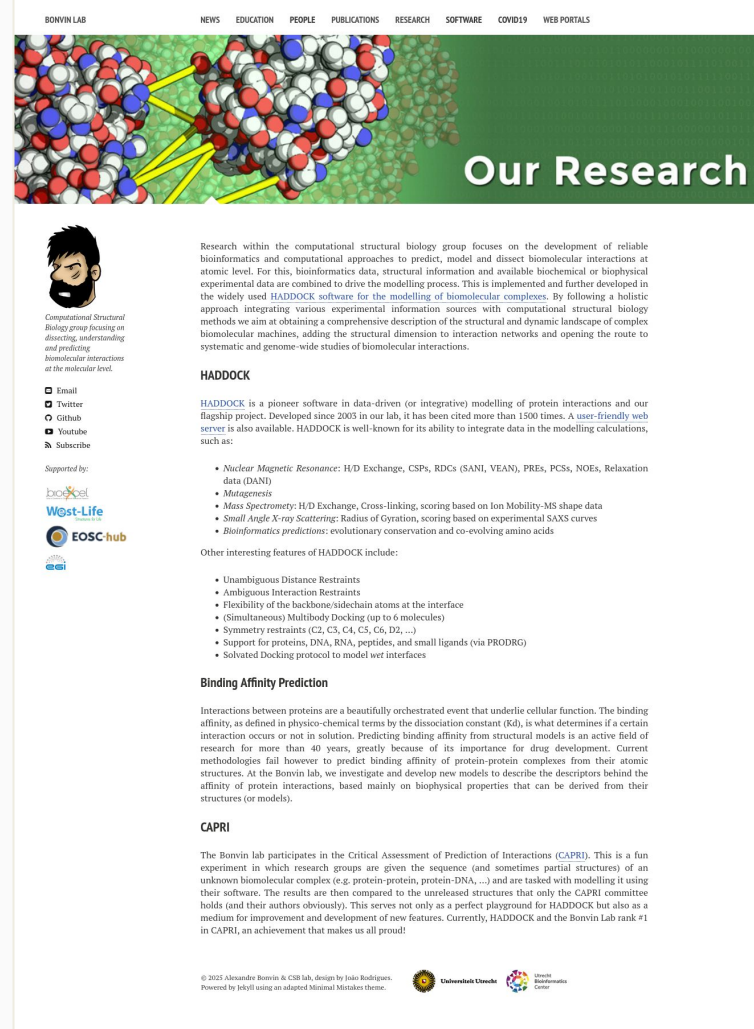 BONVIN LAB
NEWS EDUCATION PEOPLE PUBLICATIONS RESEARCH SOFTWARE COVID19 WEB PORTALS
Our Research
Computational Structural
Biology group focusing on
dissecting, understanding
and predicting
biomolecular interactions
at the molecular level.
Email
Twitter
Github
Youtube
Subscribe
Supported by:
bioexcel
West-Life
EOSC-hub
egi
Research within the computational structural biology group focuses on the development of reliable
bioinformatics and computational approaches to predict, model and dissect biomolecular interactions at
atomic level. For this, bioinformatics data, structural information and available biochemical or biophysical
experimental data are combined to drive the modelling process. This is implemented and further developed in
the widely used HADDOCK software for the modelling of biomolecular complexes. By following a holistic
approach integrating various experimental information sources with computational structural biology
methods we aim at obtaining a comprehensive description of the structural and dynamic landscape of complex
biomolecular machines, adding the structural dimension to interaction networks and opening the route to
systematic and genome-wide studies of biomolecular interactions.
HADDOCK
HADDOCK is a pioneer software in data-driven (or integrative) modelling of protein interactions and our
flagship project. Developed since 2003 in our lab, it has been cited more than 1500 times. A user-friendly web
server is also available. HADDOCK is well-known for its ability to integrate data in the modelling calculations,
such as:
• Nuclear Magnetic Resonance: H/D Exchange, CSPs, RDCs (SANI, VEAN), PREs, PCSs, NOEs, Relaxation
data (DANI)
• Mutagenesis
• Mass Spectromety: H/D Exchange, Cross-linking, scoring based on Ion Mobility-MS shape data
• Small Angle X-ray Scattering: Radius of Gyration, scoring based on experimental SAXS curves
• Bioinformatics predictions: evolutionary conservation and co-evolving amino acids
Other interesting features of HADDOCK include:
• Unambiguous Distance Restraints
• Ambiguous Interaction Restraints
• Flexibility of the backbone/sidechain atoms at the interface
• (Simultaneous) Multibody Docking (up to 6 molecules)
• Symmetry restraints (C2, C3, C4, C5, C6, D2, ...)
• Support for proteins, DNA, RNA, peptides, and small ligands (via PRODRG)
• Solvated Docking protocol to model wet interfaces
Binding Affinity Prediction
Interactions between proteins are a beautifully orchestrated event that underlie cellular function. The binding
affinity, as defined in physico-chemical terms by the dissociation constant (Kd), is what determines if a certain
interaction occurs or not in solution. Predicting binding affinity from structural models is an active field of
research for more than 40 years, greatly because of its importance for drug development. Current
methodologies fail however to predict binding affinity of protein-protein complexes from their atomic
structures. At the Bonvin lab, we investigate and develop new models to describe the descriptors behind the
affinity of protein interactions, based mainly on biophysical properties that can be derived from their
structures (or models).
CAPRI
The Bonvin lab participates in the Critical Assessment of Prediction of Interactions (CAPRI). This is a fun
experiment in which research groups are given the sequence (and sometimes partial structures) of an
unknown biomolecular complex (e.g. protein-protein, protein-DNA, ...) and are tasked with modelling it using
their software. The results are then compared to the unreleased structures that only the CAPRI committee
holds (and their authors obviously). This serves not only as a perfect playground for HADDOCK but also as a
medium for improvement and development of new features. Currently, HADDOCK and the Bonvin Lab rank #1
in CAPRI, an achievement that makes us all proud!
© 2025 Alexandre Bonvin & CSB lab, design by João Rodrigues.
Powered by Jekyll using an adapted Minimal Mistakes theme.
Universiteit Utrecht
Utrecht
Bioinformatics
Center